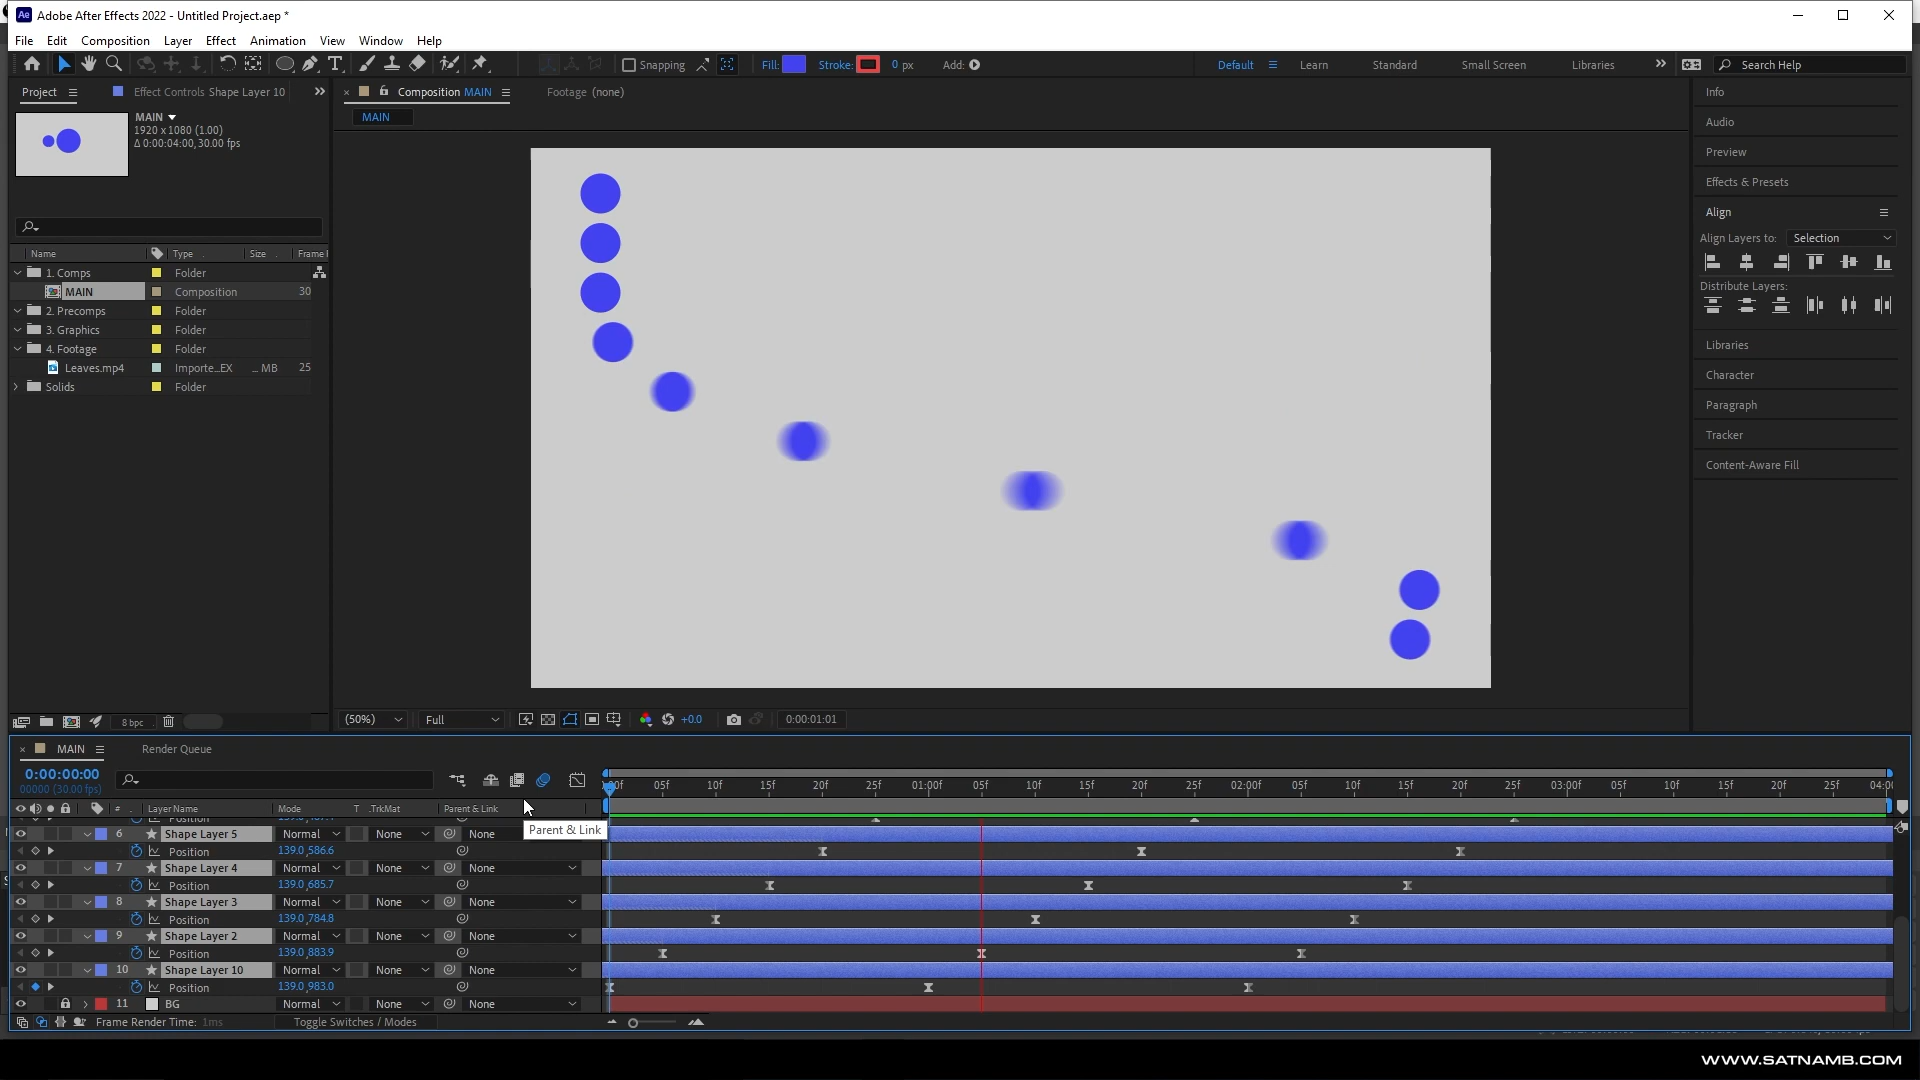 Ae Adobe After Effects 2022 - Untitled Project.aep *
File Edit Composition Layer Effect Animation View Window Help
Snapping Fill: Stroke: 0 px Add: Default Learn Standard Small Screen Libraries Search Help
Project Effect Controls Shape Layer 10 Composition MAIN Footage (none)
MAIN
1920 x 1080 (1.00)
Δ 0:00:04:00, 30.00 fps
MAIN
Name Type Size Frame
1. Comps Folder
MAIN Composition 30
2. Precomps Folder
3. Graphics Folder
4. Footage Folder
Leaves.mp4 Importe...EX ... MB 25
Solids Folder
8 bpc
(50%) Full +0.0 0:00:01:01
Info
Audio
Preview
Effects & Presets
Align
Align Layers to: Selection
Distribute Layers:
Libraries
Character
Paragraph
Tracker
Content-Aware Fill
MAIN Render Queue
0:00:00:00
00000 (30.00 fps)
05f 10f 15f 20f 25f 01:00f 05f 10f 15f 20f 25f 02:00f 05f 10f 15f 20f 25f 03:00f 05f 10f 15f 20f 25f 04:00
# Layer Name Mode T .TrkMat Parent & Link
Parent & Link
6 Shape Layer 5 Normal None None
Position 139.0,586.6
7 Shape Layer 4 Normal None None
Position 139.0,685.7
8 Shape Layer 3 Normal None None
Position 139.0,784.8
9 Shape Layer 2 Normal None None
Position 139.0,883.9
10 Shape Layer 10 Normal None None
Position 139.0,983.0
11 BG Normal None None
Frame Render Time: 1ms Toggle Switches / Modes
WWW.SATNAMB.COM